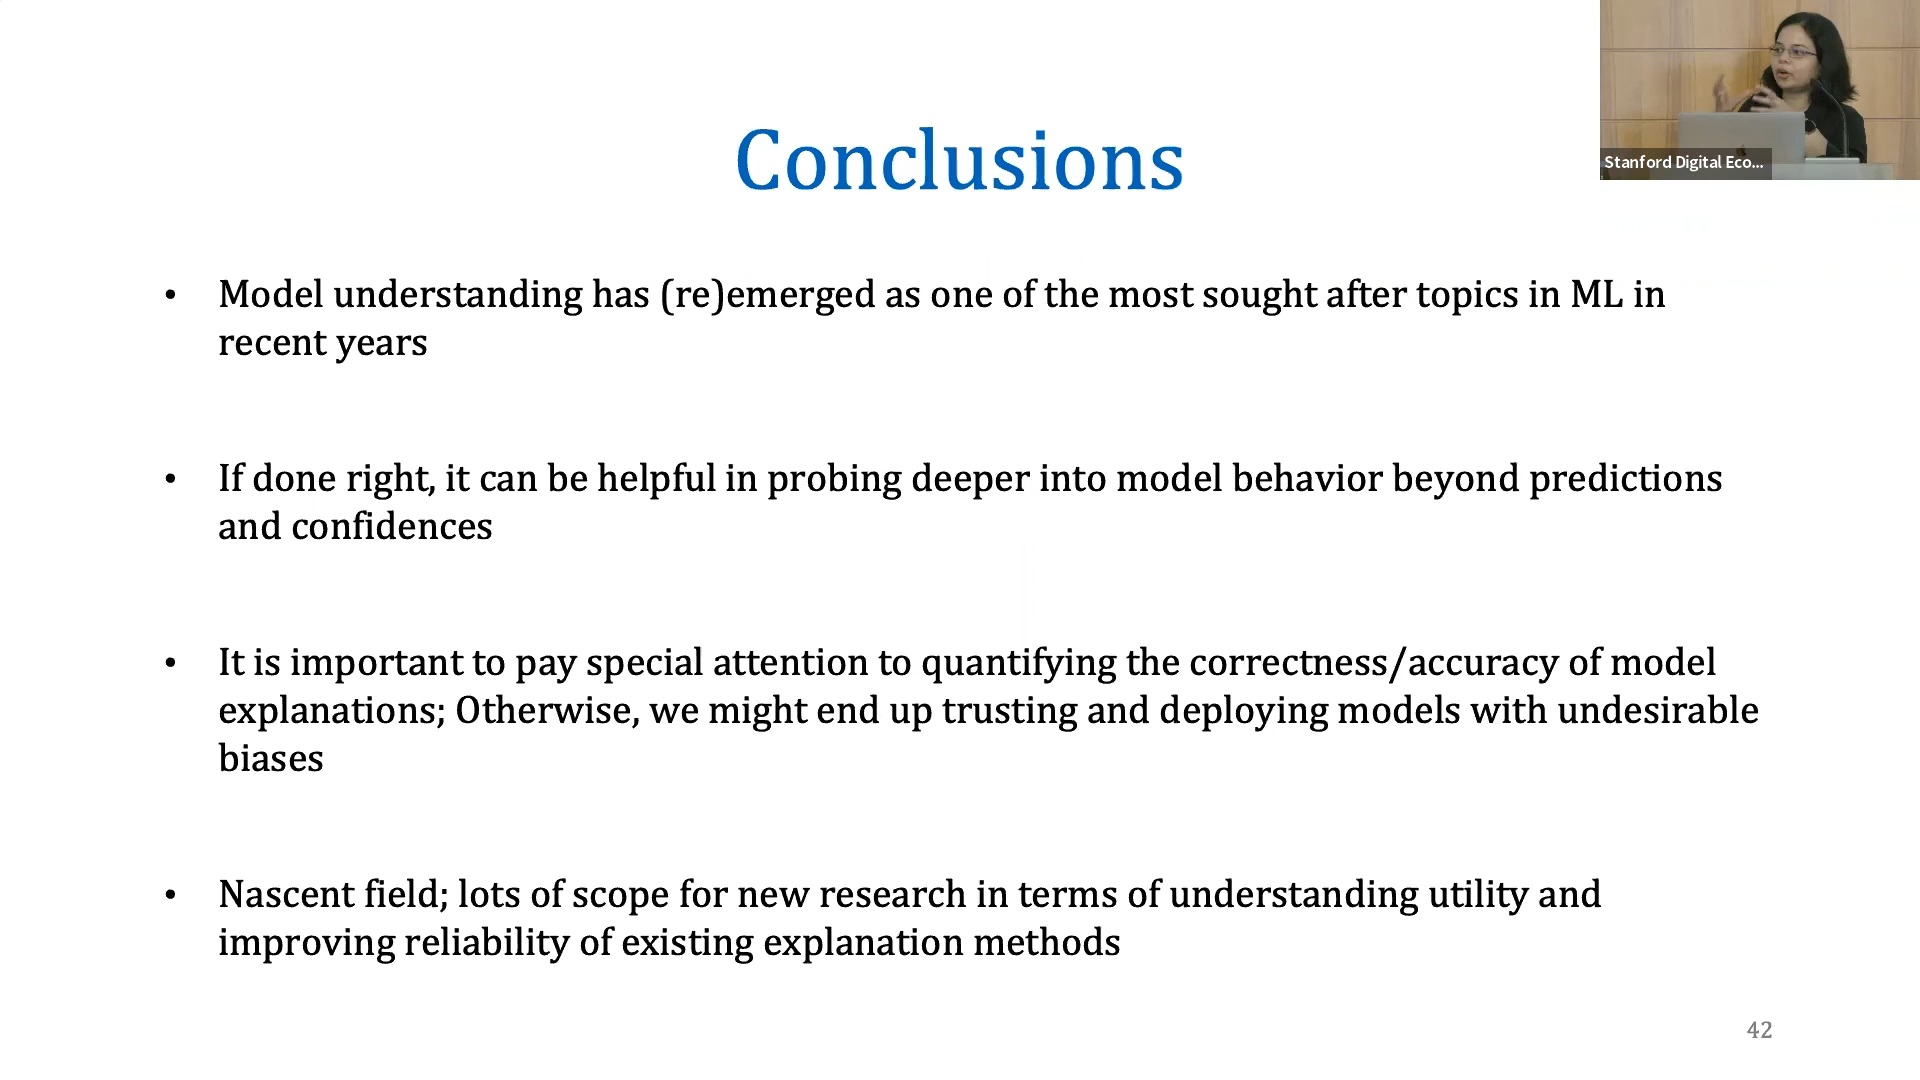 Stanford Digital Eco...
Conclusions
• Model understanding has (re)emerged as one of the most sought after topics in ML in
recent years
• If done right, it can be helpful in probing deeper into model behavior beyond predictions
and confidences
• It is important to pay special attention to quantifying the correctness/accuracy of model
explanations; Otherwise, we might end up trusting and deploying models with undesirable
biases
• Nascent field; lots of scope for new research in terms of understanding utility and
improving reliability of existing explanation methods
42